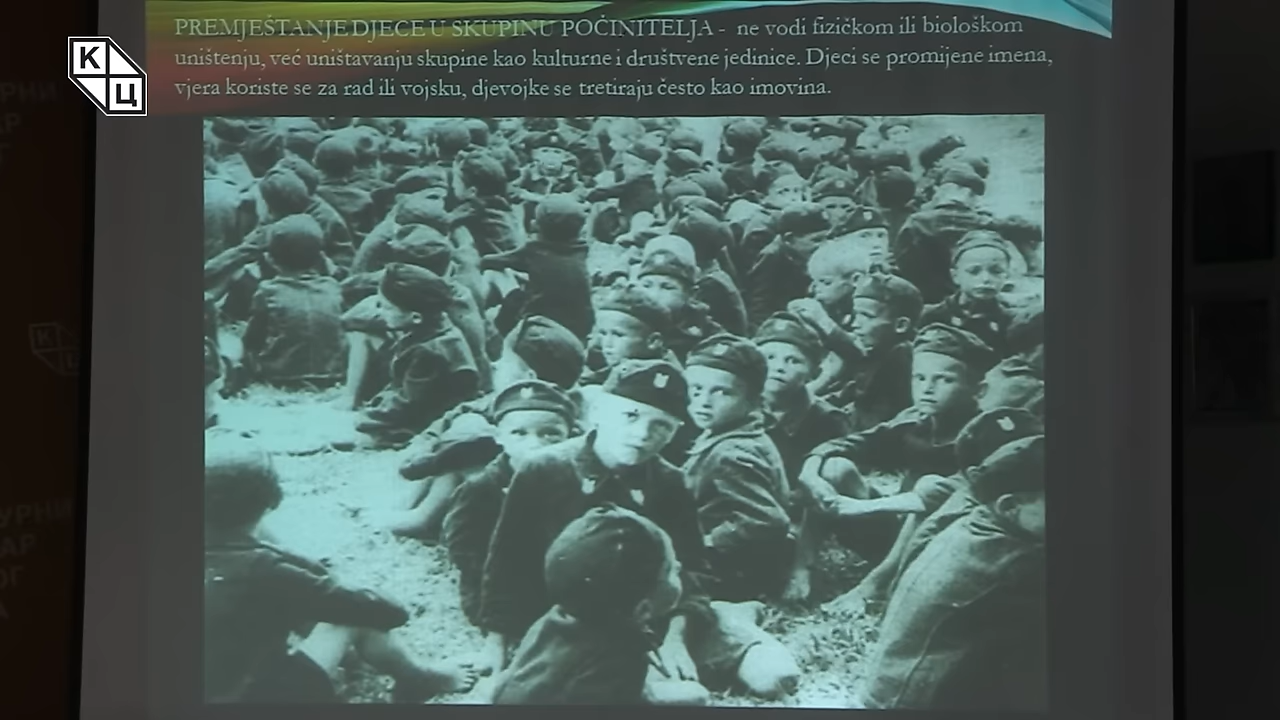 PREMJEŠTANJE DJECE U SKUPINU POČINITELJA - ne vodi fizičkom ili biološkom
uništenju, već uništavanju skupine kao kulturne i društvene jedinice. Djeci se promijene imena,
vjera koriste se za rad ili vojsku, djevojke se tretiraju često kao imovina.
К
Ц